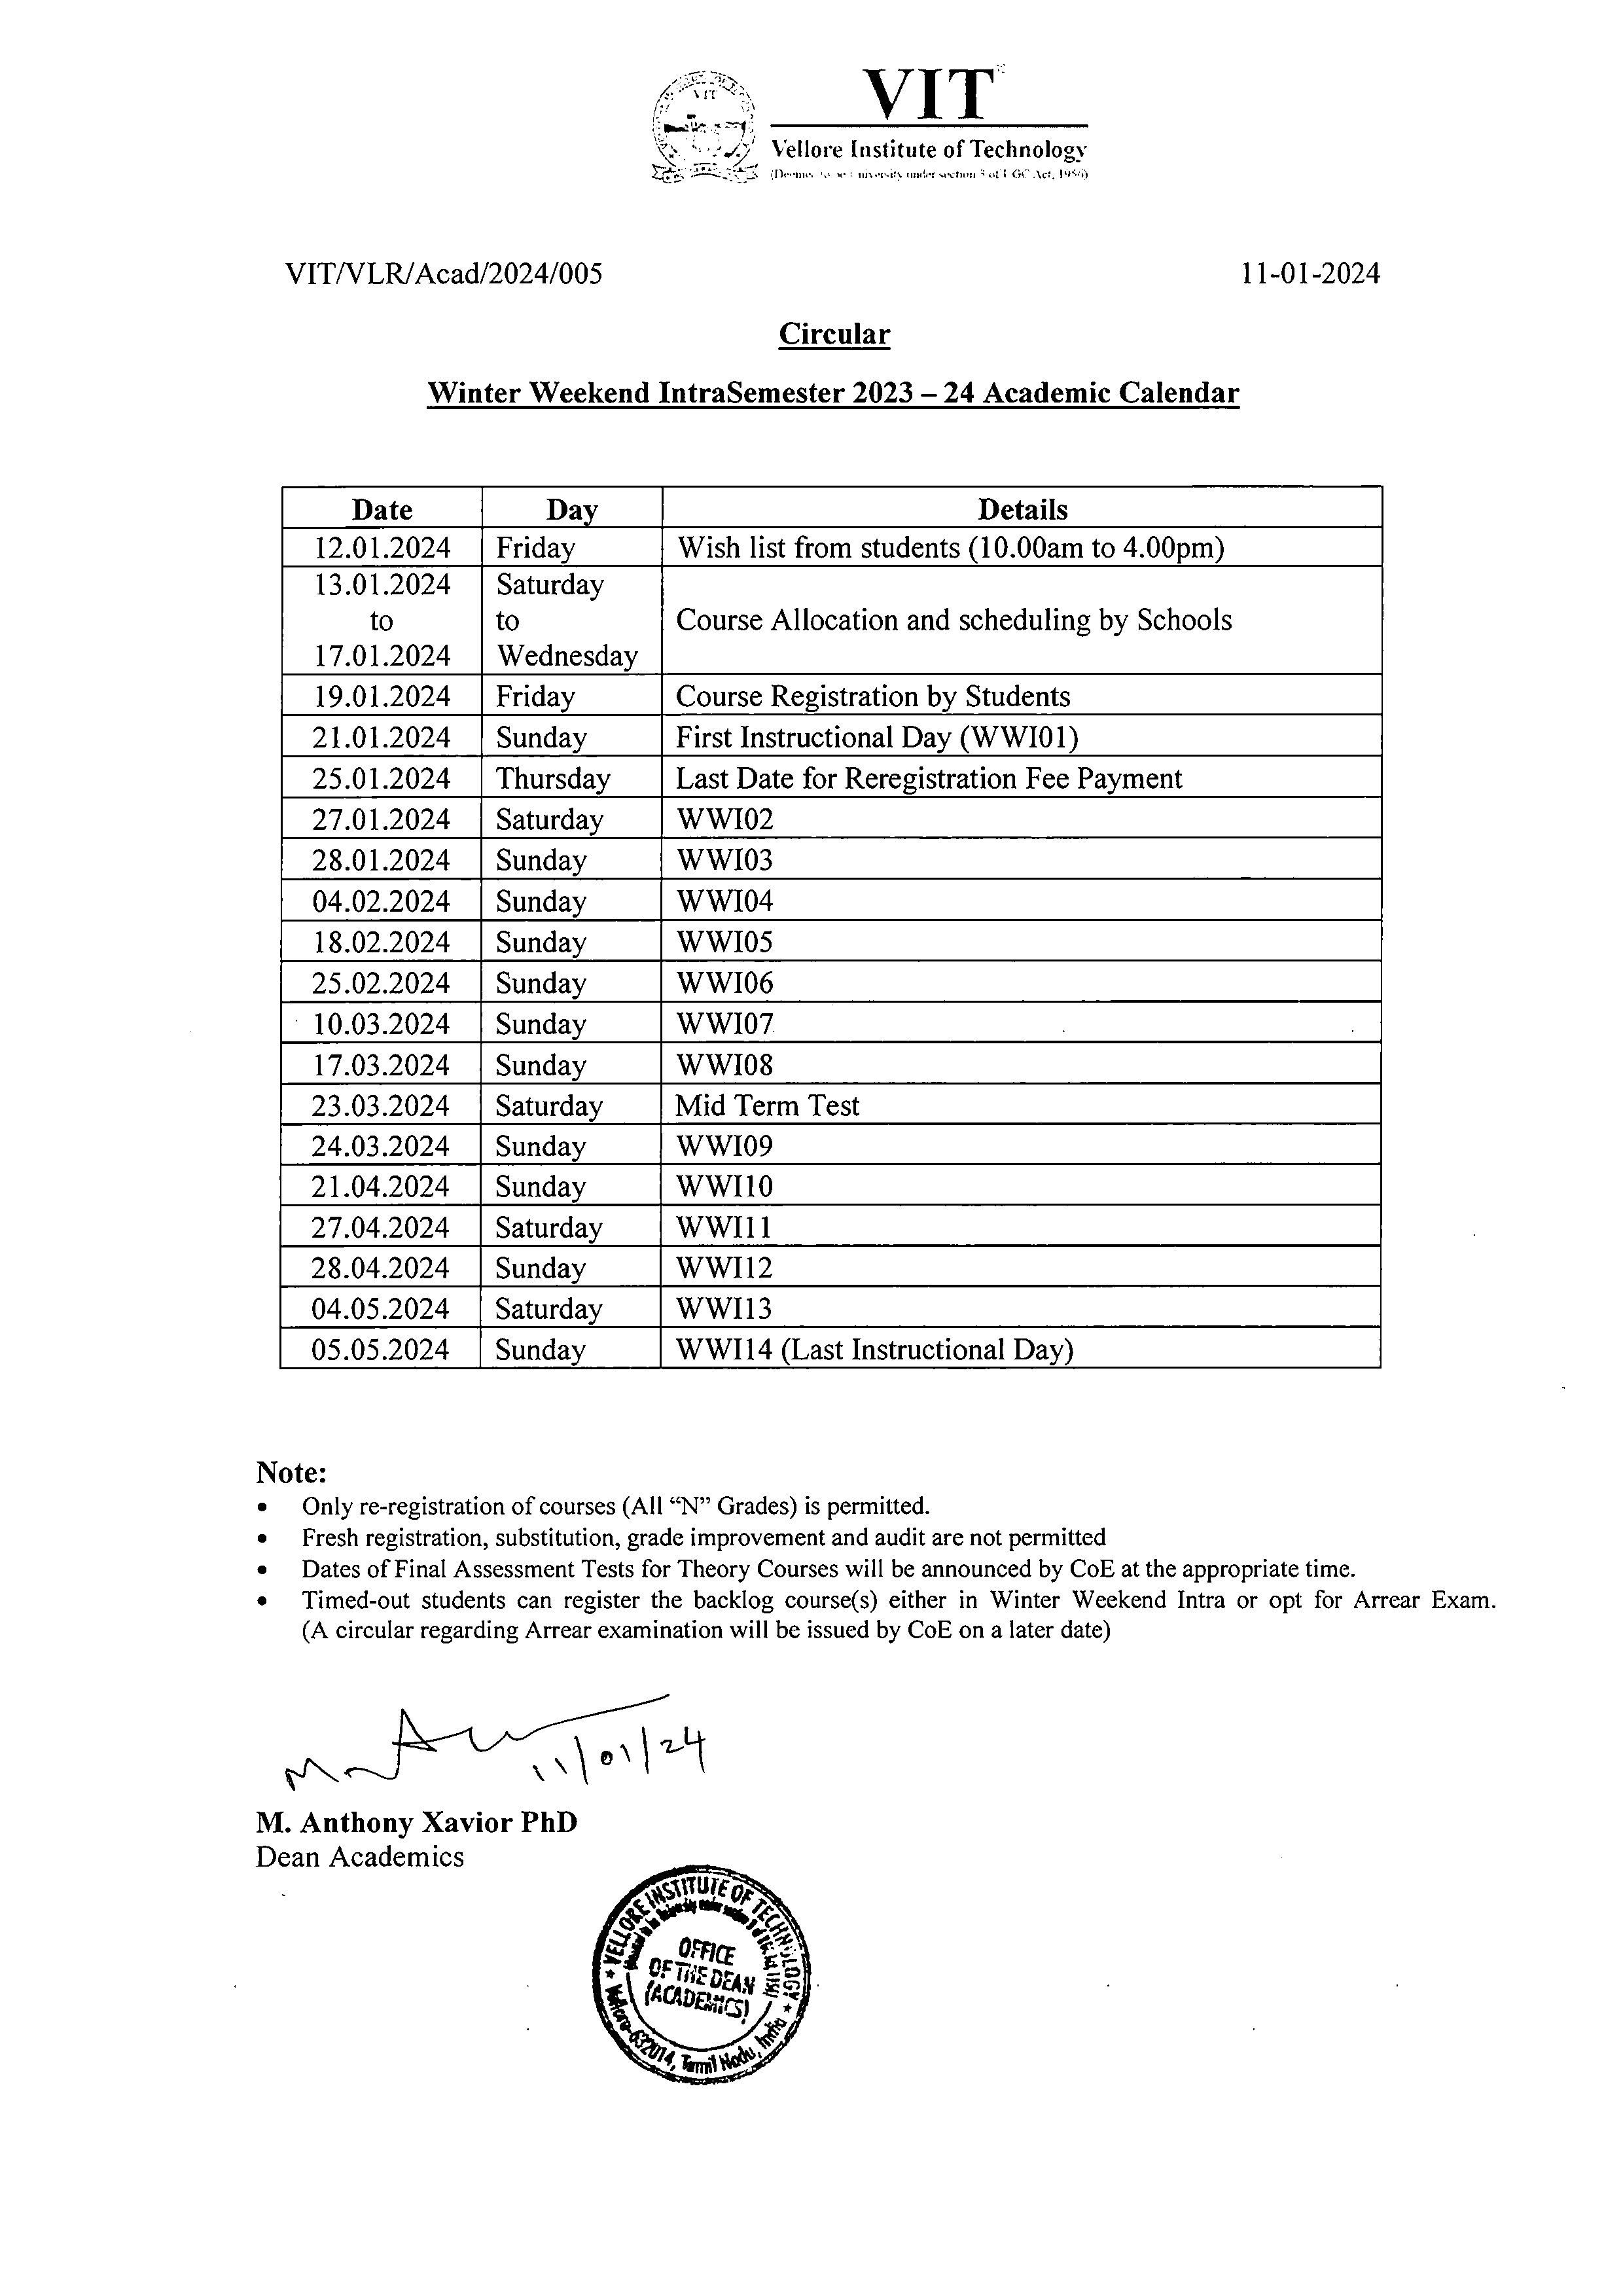 VIT
VIT
Vellore Institute of Technology
(Deemed to be University under section 3 of UGC Act, 1956)
VIT/VLR/Acad/2024/005 11-01-2024
Circular
Winter Weekend IntraSemester 2023 – 24 Academic Calendar
Date Day Details
12.01.2024 Friday Wish list from students (10.00am to 4.00pm)
13.01.2024 Saturday
to to Course Allocation and scheduling by Schools
17.01.2024 Wednesday
19.01.2024 Friday Course Registration by Students
21.01.2024 Sunday First Instructional Day (WWI01)
25.01.2024 Thursday Last Date for Reregistration Fee Payment
27.01.2024 Saturday WWI02
28.01.2024 Sunday WWI03
04.02.2024 Sunday WWI04
18.02.2024 Sunday WWI05
25.02.2024 Sunday WWI06
10.03.2024 Sunday WWI07
17.03.2024 Sunday WWI08
23.03.2024 Saturday Mid Term Test
24.03.2024 Sunday WWI09
21.04.2024 Sunday WWI10
27.04.2024 Saturday WWI11
28.04.2024 Sunday WWI12
04.05.2024 Saturday WWI13
05.05.2024 Sunday WWI14 (Last Instructional Day)
Note:
• Only re-registration of courses (All “N” Grades) is permitted.
• Fresh registration, substitution, grade improvement and audit are not permitted
• Dates of Final Assessment Tests for Theory Courses will be announced by CoE at the appropriate time.
• Timed-out students can register the backlog course(s) either in Winter Weekend Intra or opt for Arrear Exam.
(A circular regarding Arrear examination will be issued by CoE on a later date)
11/01/24
M. Anthony Xavior PhD
Dean Academics
VELLORE INSTITUTE OF TECHNOLOGY
OFFICE
OF THE DEAN
(ACADEMICS)
Vellore-632014, Tamil Nadu, India